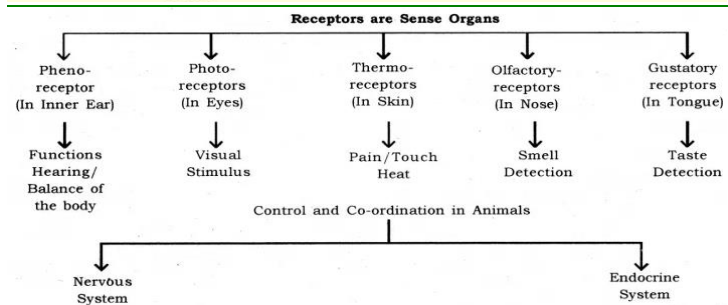 Receptors are Sense Organs
Pheno-
receptor
(In Inner Ear)
Photo-
receptors
(In Eyes)
Thermo-
receptors
(In Skin)
Olfactory-
receptors
(In Nose)
Gustatory
receptors
(In Tongue)
Functions
Hearing/
Balance of
the body
Visual
Stimulus
Pain/Touch
Heat
Smell
Detection
Taste
Detection
Control and Co-ordination in Animals
Nervous
System
Endocrine
System